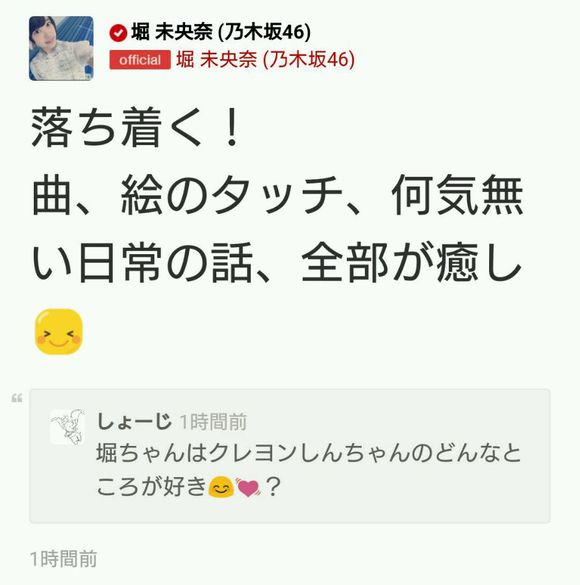 堀 未央奈 (乃木坂46)
official 堀 未央奈 (乃木坂46)
落ち着く！
曲、絵のタッチ、何気無
い日常の話、全部が癒し
😊
しょーじ 1時間前
堀ちゃんはクレヨンしんちゃんのどんなと
ころが好き😊💓？
1時間前